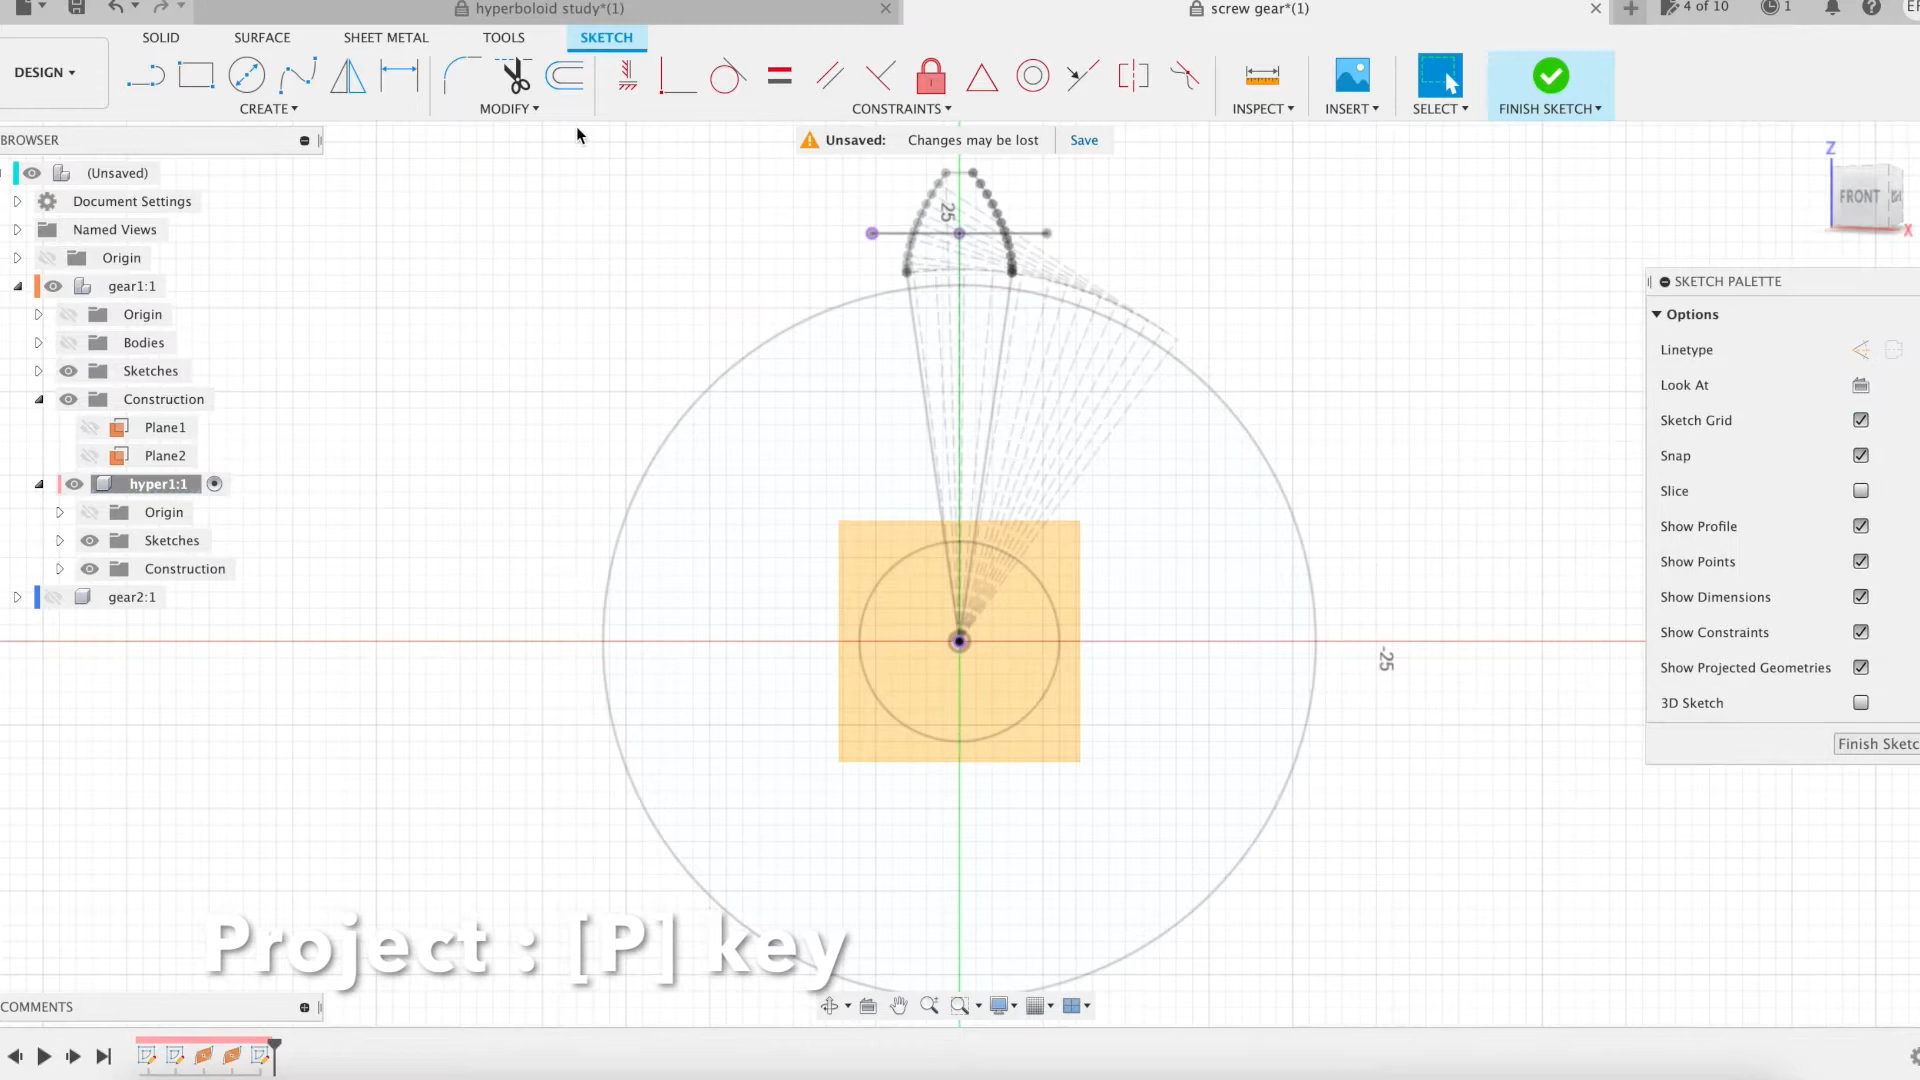 hyperboloid study*(1)
screw gear*(1)
4 of 10
1
SOLID
SURFACE
SHEET METAL
TOOLS
SKETCH
DESIGN
CREATE
MODIFY
CONSTRAINTS
INSPECT
INSERT
SELECT
FINISH SKETCH
BROWSER
Unsaved: Changes may be lost
Save
(Unsaved)
Document Settings
Named Views
Origin
gear1:1
Origin
Bodies
Sketches
Construction
Plane1
Plane2
hyper1:1
Origin
Sketches
Construction
gear2:1
25
-25
Z
FRONT
X
SKETCH PALETTE
Options
Linetype
Look At
Sketch Grid
Snap
Slice
Show Profile
Show Points
Show Dimensions
Show Constraints
Show Projected Geometries
3D Sketch
Finish Sketc
Project : [P] key
COMMENTS